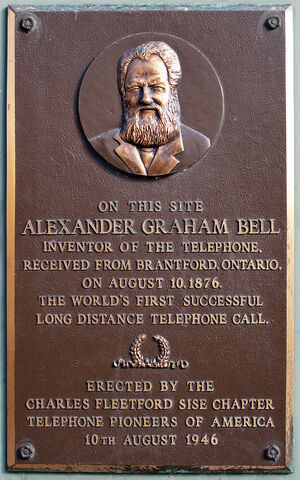 ON THIS SITE
ALEXANDER GRAHAM BELL
INVENTOR OF THE TELEPHONE,
RECEIVED FROM BRANTFORD, ONTARIO,
ON AUGUST 10, 1876.
THE WORLD'S FIRST SUCCESSFUL
LONG DISTANCE TELEPHONE CALL.
ERECTED BY THE
CHARLES FLEETFORD SISE CHAPTER
TELEPHONE PIONEERS OF AMERICA
10TH AUGUST 1946